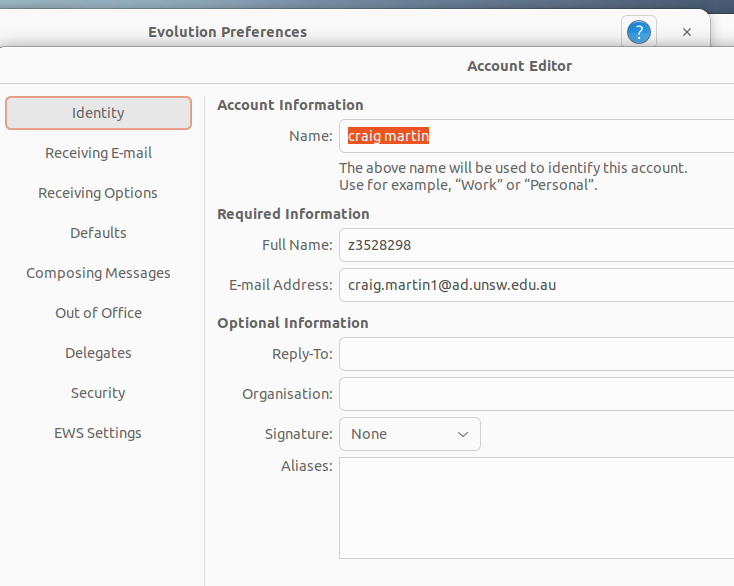 Evolution Preferences
?
×
Account Editor
Identity
Receiving E-mail
Receiving Options
Defaults
Composing Messages
Out of Office
Delegates
Security
EWS Settings
Account Information
Name: craig martin
The above name will be used to identify this account.
Use for example, “Work” or “Personal”.
Required Information
Full Name: z3528298
E-mail Address: craig.martin1@ad.unsw.edu.au
Optional Information
Reply-To:
Organisation:
Signature: None
Aliases: